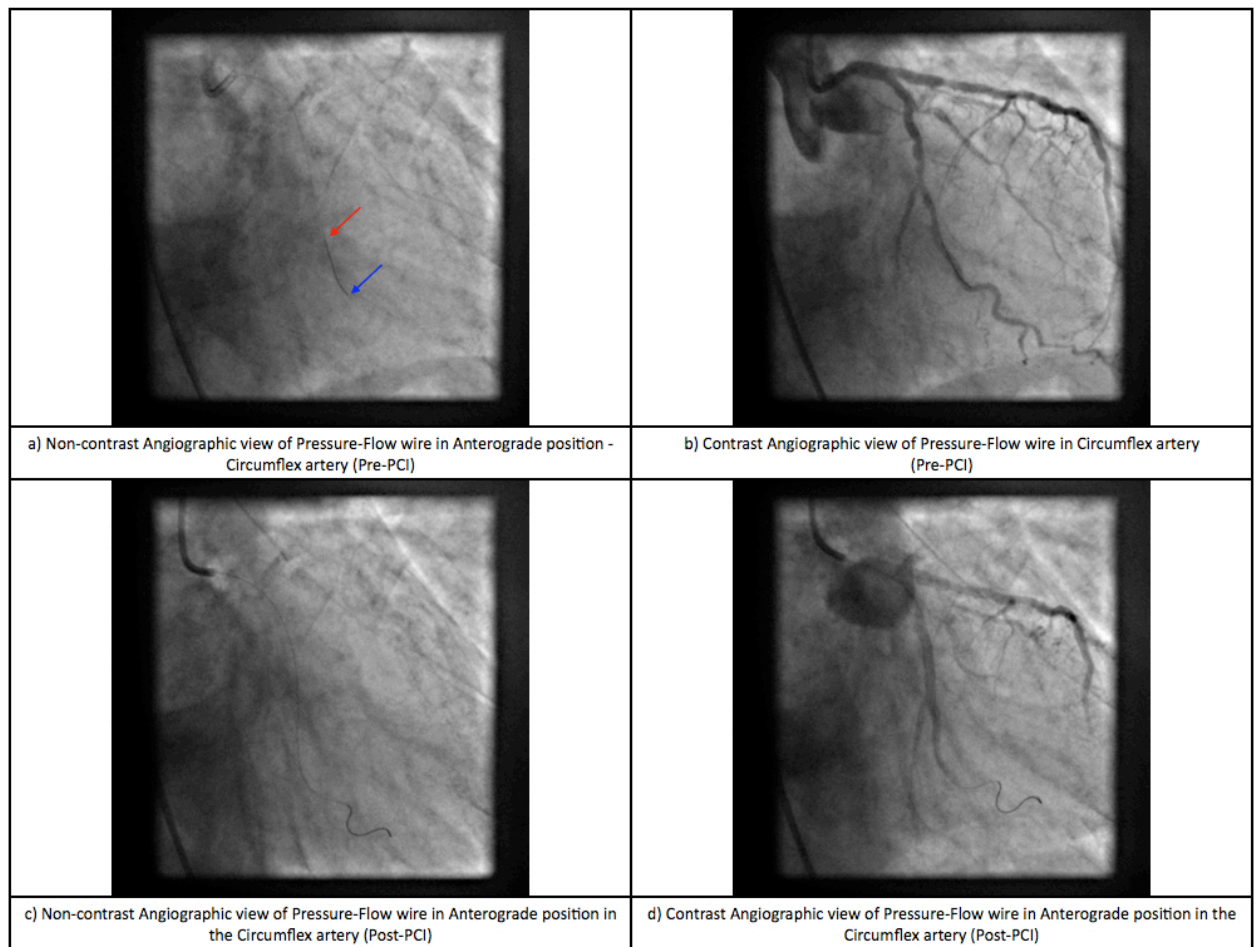 a) Non-contrast Angiographic view of Pressure-Flow wire in Anterograde position -
Circumflex artery (Pre-PCI)
b) Contrast Angiographic view of Pressure-Flow wire in Circumflex artery
(Pre-PCI)
c) Non-contrast Angiographic view of Pressure-Flow wire in Anterograde position in
the Circumflex artery (Post-PCI)
d) Contrast Angiographic view of Pressure-Flow wire in Anterograde position in the
Circumflex artery (Post-PCI)